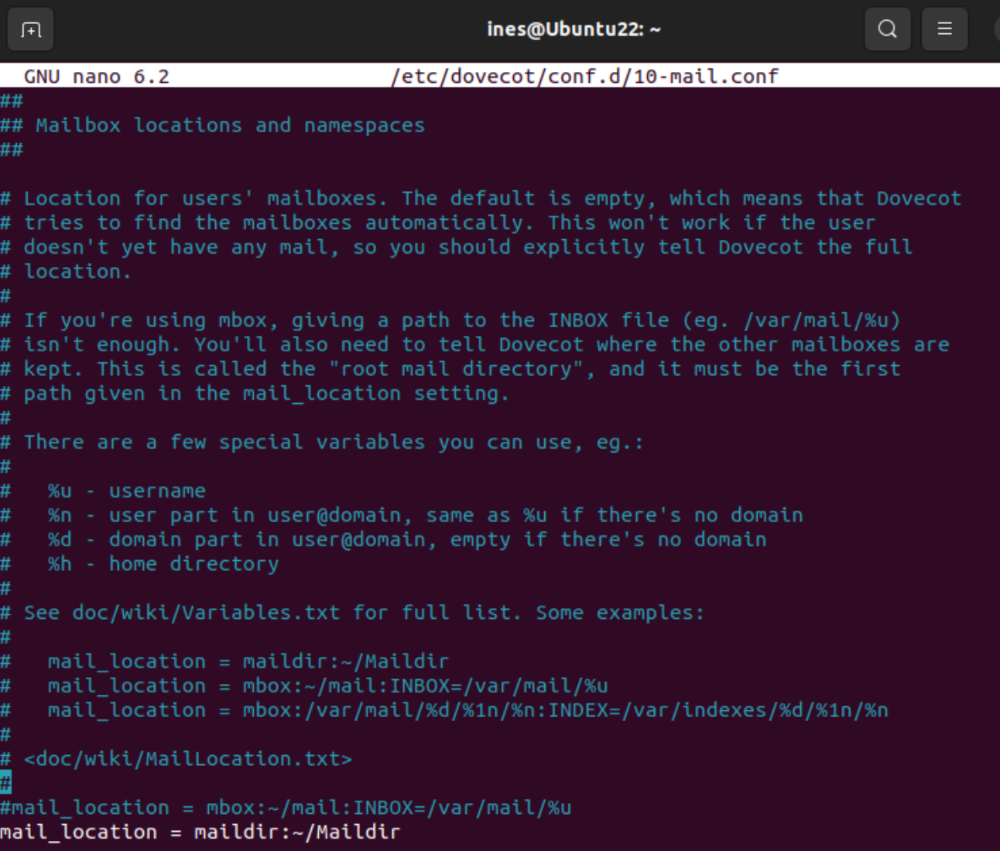 ines@Ubuntu22: ~
GNU nano 6.2 /etc/dovecot/conf.d/10-mail.conf
##
## Mailbox locations and namespaces
##
# Location for users' mailboxes. The default is empty, which means that Dovecot
# tries to find the mailboxes automatically. This won't work if the user
# doesn't yet have any mail, so you should explicitly tell Dovecot the full
# location.
#
# If you're using mbox, giving a path to the INBOX file (eg. /var/mail/%u)
# isn't enough. You'll also need to tell Dovecot where the other mailboxes are
# kept. This is called the "root mail directory", and it must be the first
# path given in the mail_location setting.
#
# There are a few special variables you can use, eg.:
#
#   %u - username
#   %n - user part in user@domain, same as %u if there's no domain
#   %d - domain part in user@domain, empty if there's no domain
#   %h - home directory
#
# See doc/wiki/Variables.txt for full list. Some examples:
#
#   mail_location = maildir:~/Maildir
#   mail_location = mbox:~/mail:INBOX=/var/mail/%u
#   mail_location = mbox:/var/mail/%d/%1n/%n:INDEX=/var/indexes/%d/%1n/%n
#
# <doc/wiki/MailLocation.txt>
#
#mail_location = mbox:~/mail:INBOX=/var/mail/%u
mail_location = maildir:~/Maildir